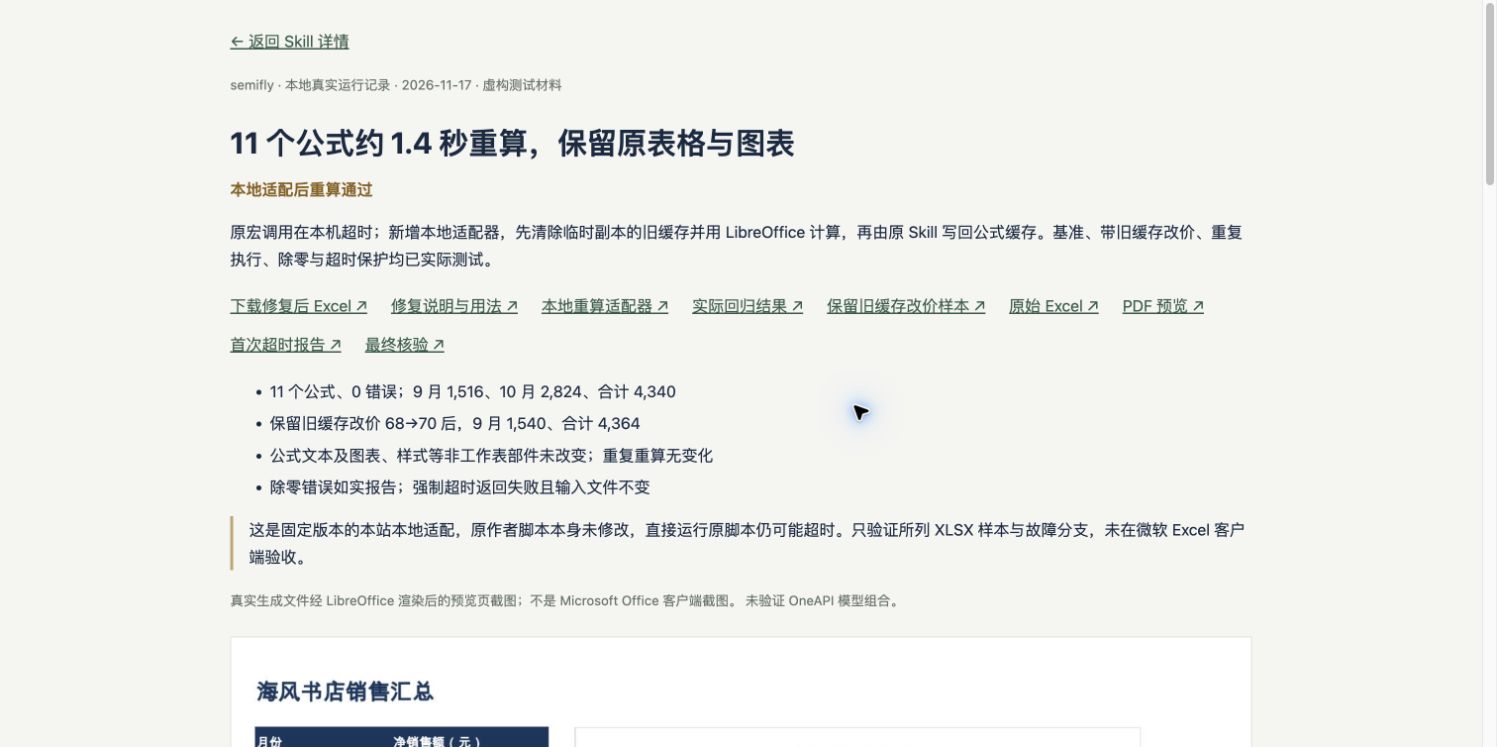 ← 返回 Skill 详情
semifly · 本地真实运行记录 · 2026-11-17 · 虚构测试材料
11 个公式约 1.4 秒重算，保留原表格与图表
本地适配后重算通过
原宏调用在本机超时；新增本地适配器，先清除临时副本的旧缓存并用 LibreOffice 计算，再由原 Skill 写回公式缓存。基准、带旧缓存改价、重复
执行、除零与超时保护均已实际测试。
下载修复后 Excel ↗ 修复说明与用法 ↗ 本地重算适配器 ↗ 实际回归结果 ↗ 保留旧缓存改价样本 ↗ 原始 Excel ↗ PDF 预览 ↗
首次超时报告 ↗ 最终核验 ↗
• 11 个公式、0 错误；9 月 1,516、10 月 2,824、合计 4,340
• 保留旧缓存改价 68→70 后，9 月 1,540、合计 4,364
• 公式文本及图表、样式等非工作表部件未改变；重复重算无变化
• 除零错误如实报告；强制超时返回失败且输入文件不变
这是固定版本的本站本地适配，原作者脚本本身未修改，直接运行原脚本仍可能超时。只验证所列 XLSX 样本与故障分支，未在微软 Excel 客户
端验收。
真实生成文件经 LibreOffice 渲染后的预览页截图；不是 Microsoft Office 客户端截图。 未验证 OneAPI 模型组合。
海风书店销售汇总
月份 净销售额（元）